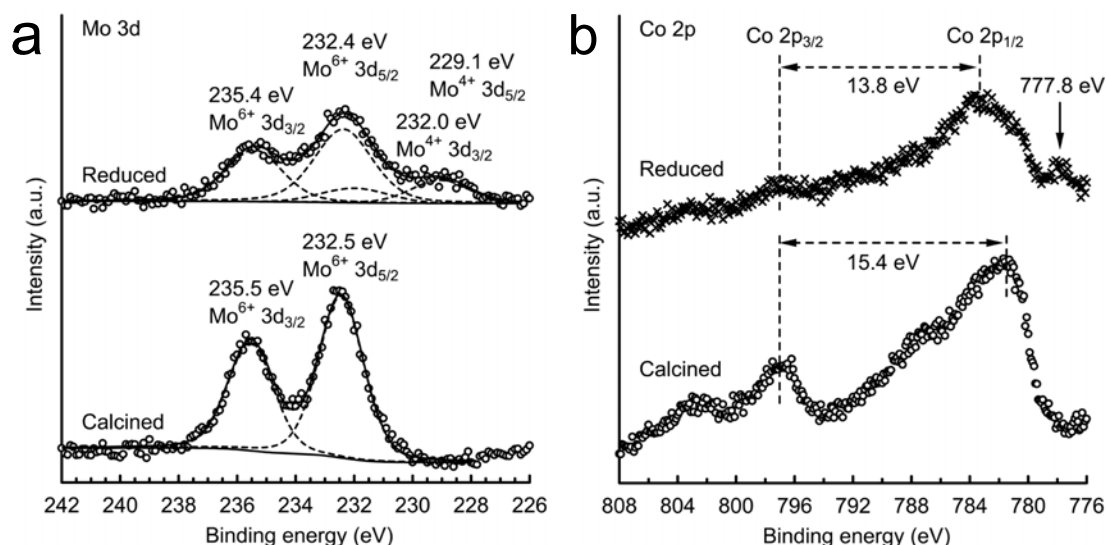 a
Mo 3d
232.4 eV
Mo⁶⁺ 3d₅/₂
229.1 eV
Mo⁴⁺ 3d₅/₂
235.4 eV
Mo⁶⁺ 3d₃/₂
232.0 eV
Mo⁴⁺ 3d₃/₂
Reduced
232.5 eV
Mo⁶⁺ 3d₅/₂
235.5 eV
Mo⁶⁺ 3d₃/₂
Calcined
Intensity (a.u.)
242 240 238 236 234 232 230 228 226
Binding energy (eV)
b
Co 2p
Co 2p₃/₂
Co 2p₁/₂
13.8 eV
777.8 eV
Reduced
15.4 eV
Calcined
Intensity (a.u.)
808 804 800 796 792 788 784 780 776
Binding energy (eV)